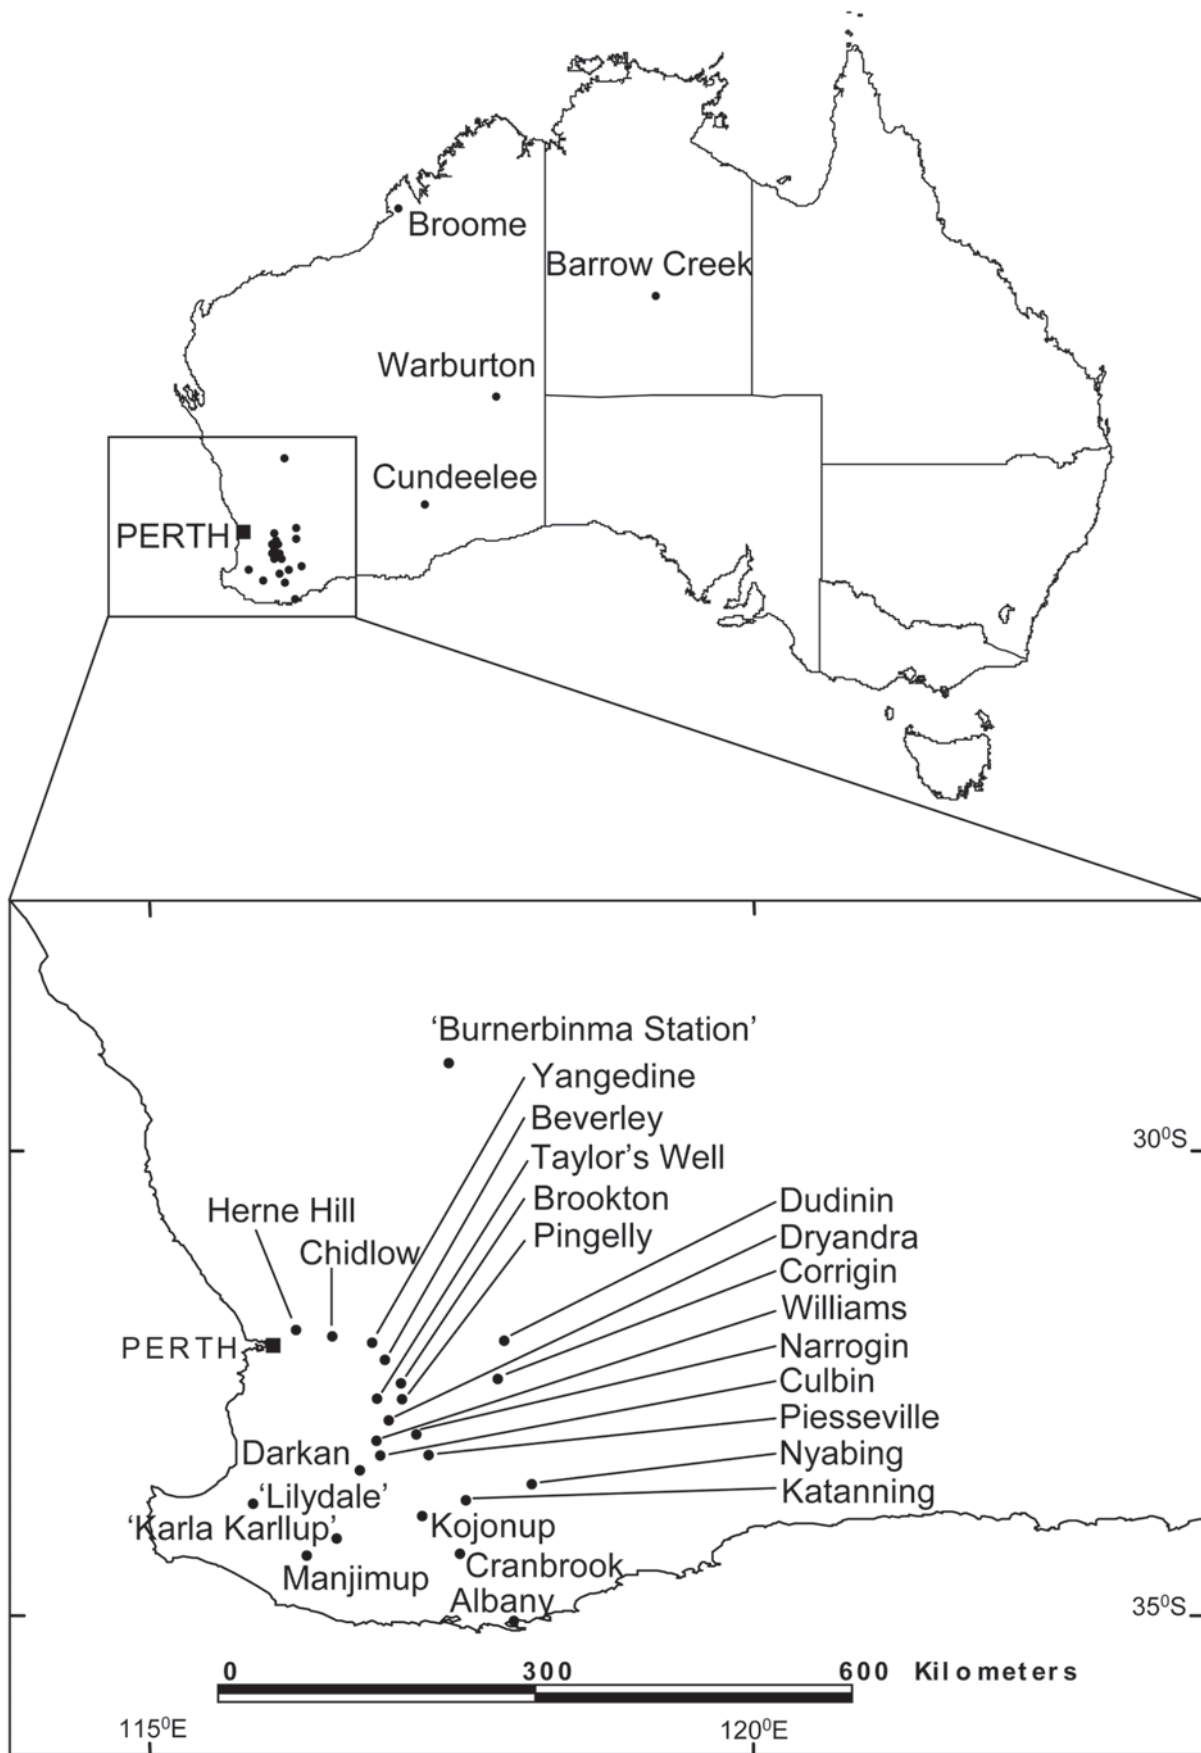 Broome
Barrow Creek
Warburton
Cundeelee
PERTH
‘Burnerbinma Station’
Yangedine
Beverley
Taylor’s Well
Brookton
Pingelly
Herne Hill
Chidlow
PERTH
30⁰S
Dudinin
Dryandra
Corrigin
Williams
Narrogin
Culbin
Piesseville
Nyabing
Katanning
Darkan
‘Lilydale’
‘Karla Karllup’
Manjimup
Kojonup
Cranbrook
Albany
35⁰S
0 300 600 Kilometers
115⁰E 120⁰E